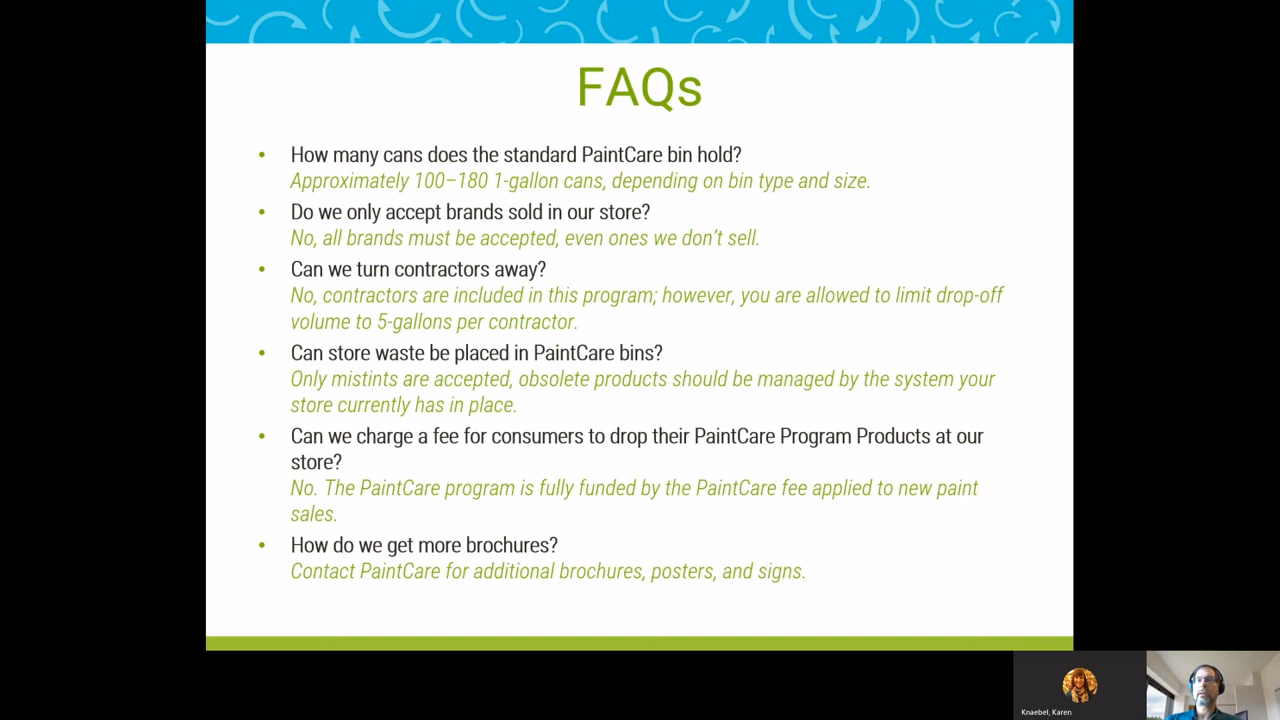 FAQs
• How many cans does the standard PaintCare bin hold?
Approximately 100–180 1-gallon cans, depending on bin type and size.
• Do we only accept brands sold in our store?
No, all brands must be accepted, even ones we don't sell.
• Can we turn contractors away?
No, contractors are included in this program; however, you are allowed to limit drop-off
volume to 5-gallons per contractor.
• Can store waste be placed in PaintCare bins?
Only mistints are accepted, obsolete products should be managed by the system your
store currently has in place.
• Can we charge a fee for consumers to drop their PaintCare Program Products at our
store?
No. The PaintCare program is fully funded by the PaintCare fee applied to new paint
sales.
• How do we get more brochures?
Contact PaintCare for additional brochures, posters, and signs.
Knaebel, Karen